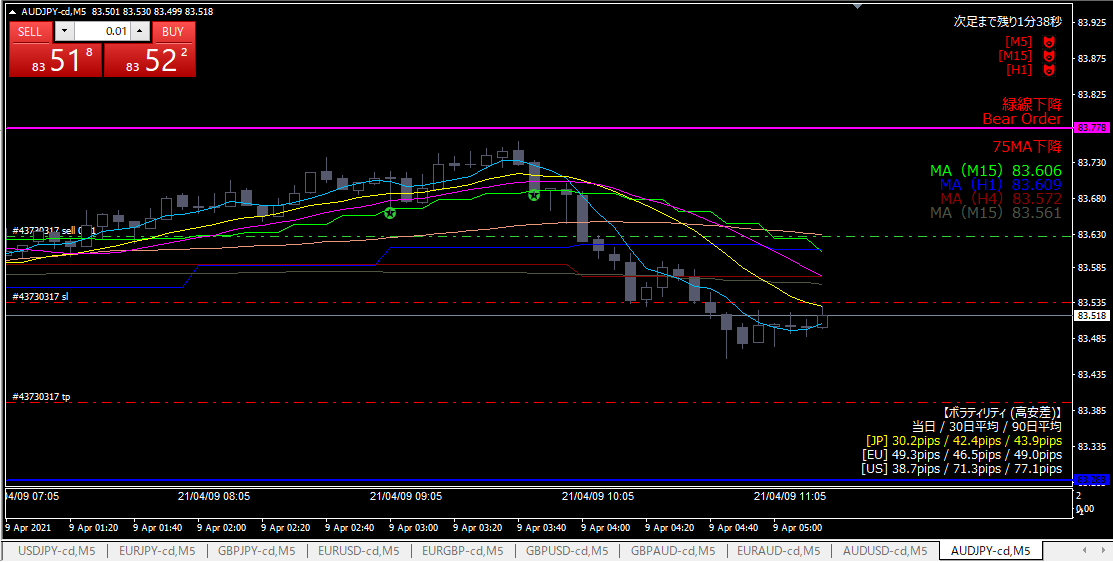 AUDJPY-cd,M5 83.501 83.530 83.499 83.518
SELL
0.01
BUY
83 51 8
83 52 2
次足まで残り1分38秒
[M5]
[M15]
[H1]
緑線下降
Bear Order
75MA下降
MA (M15) 83.606
MA (H1) 83.609
MA (H4) 83.572
MA (M15) 83.561
#43730317 sell
#43730317 sl
#43730317 tp
【ボラティリティ (高安差)】
当日 / 30日平均 / 90日平均
[JP] 30.2pips / 42.4pips / 43.9pips
[EU] 49.3pips / 46.5pips / 49.0pips
[US] 38.7pips / 71.3pips / 77.1pips
83.925
83.875
83.825
83.778
83.730
83.680
83.630
83.585
83.535
83.518
83.485
83.435
83.385
83.335
2
0.00
21/04/09 08:05
21/04/09 09:05
21/04/09 10:05
21/04/09 11:05
9 Apr 2021
9 Apr 01:20
9 Apr 01:40
9 Apr 02:00
9 Apr 02:20
9 Apr 02:40
9 Apr 03:00
9 Apr 03:20
9 Apr 03:40
9 Apr 04:00
9 Apr 04:20
9 Apr 04:40
9 Apr 05:00
USDJPY-cd,M5
EURJPY-cd,M5
GBPJPY-cd,M5
EURUSD-cd,M5
EURGBP-cd,M5
GBPUSD-cd,M5
GBPAUD-cd,M5
EURAUD-cd,M5
AUDUSD-cd,M5
AUDJPY-cd,M5